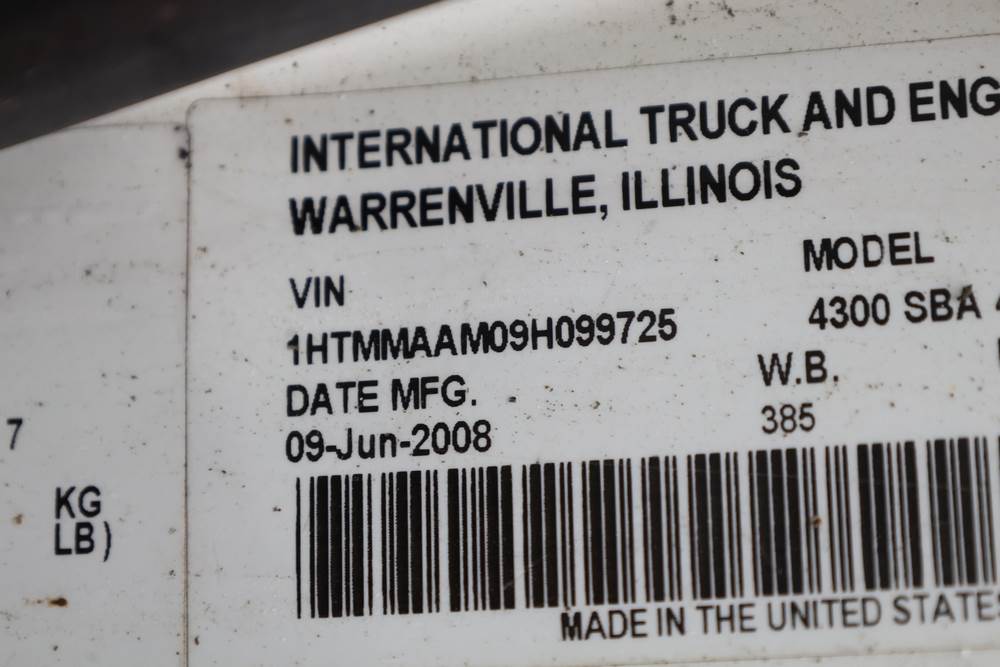 INTERNATIONAL TRUCK AND ENG
WARRENVILLE, ILLINOIS
VIN
MODEL
1HTMMAAM09H099725
4300 SBA
DATE MFG.
W.B.
09-Jun-2008
385
MADE IN THE UNITED STATES
7
KG
LB)